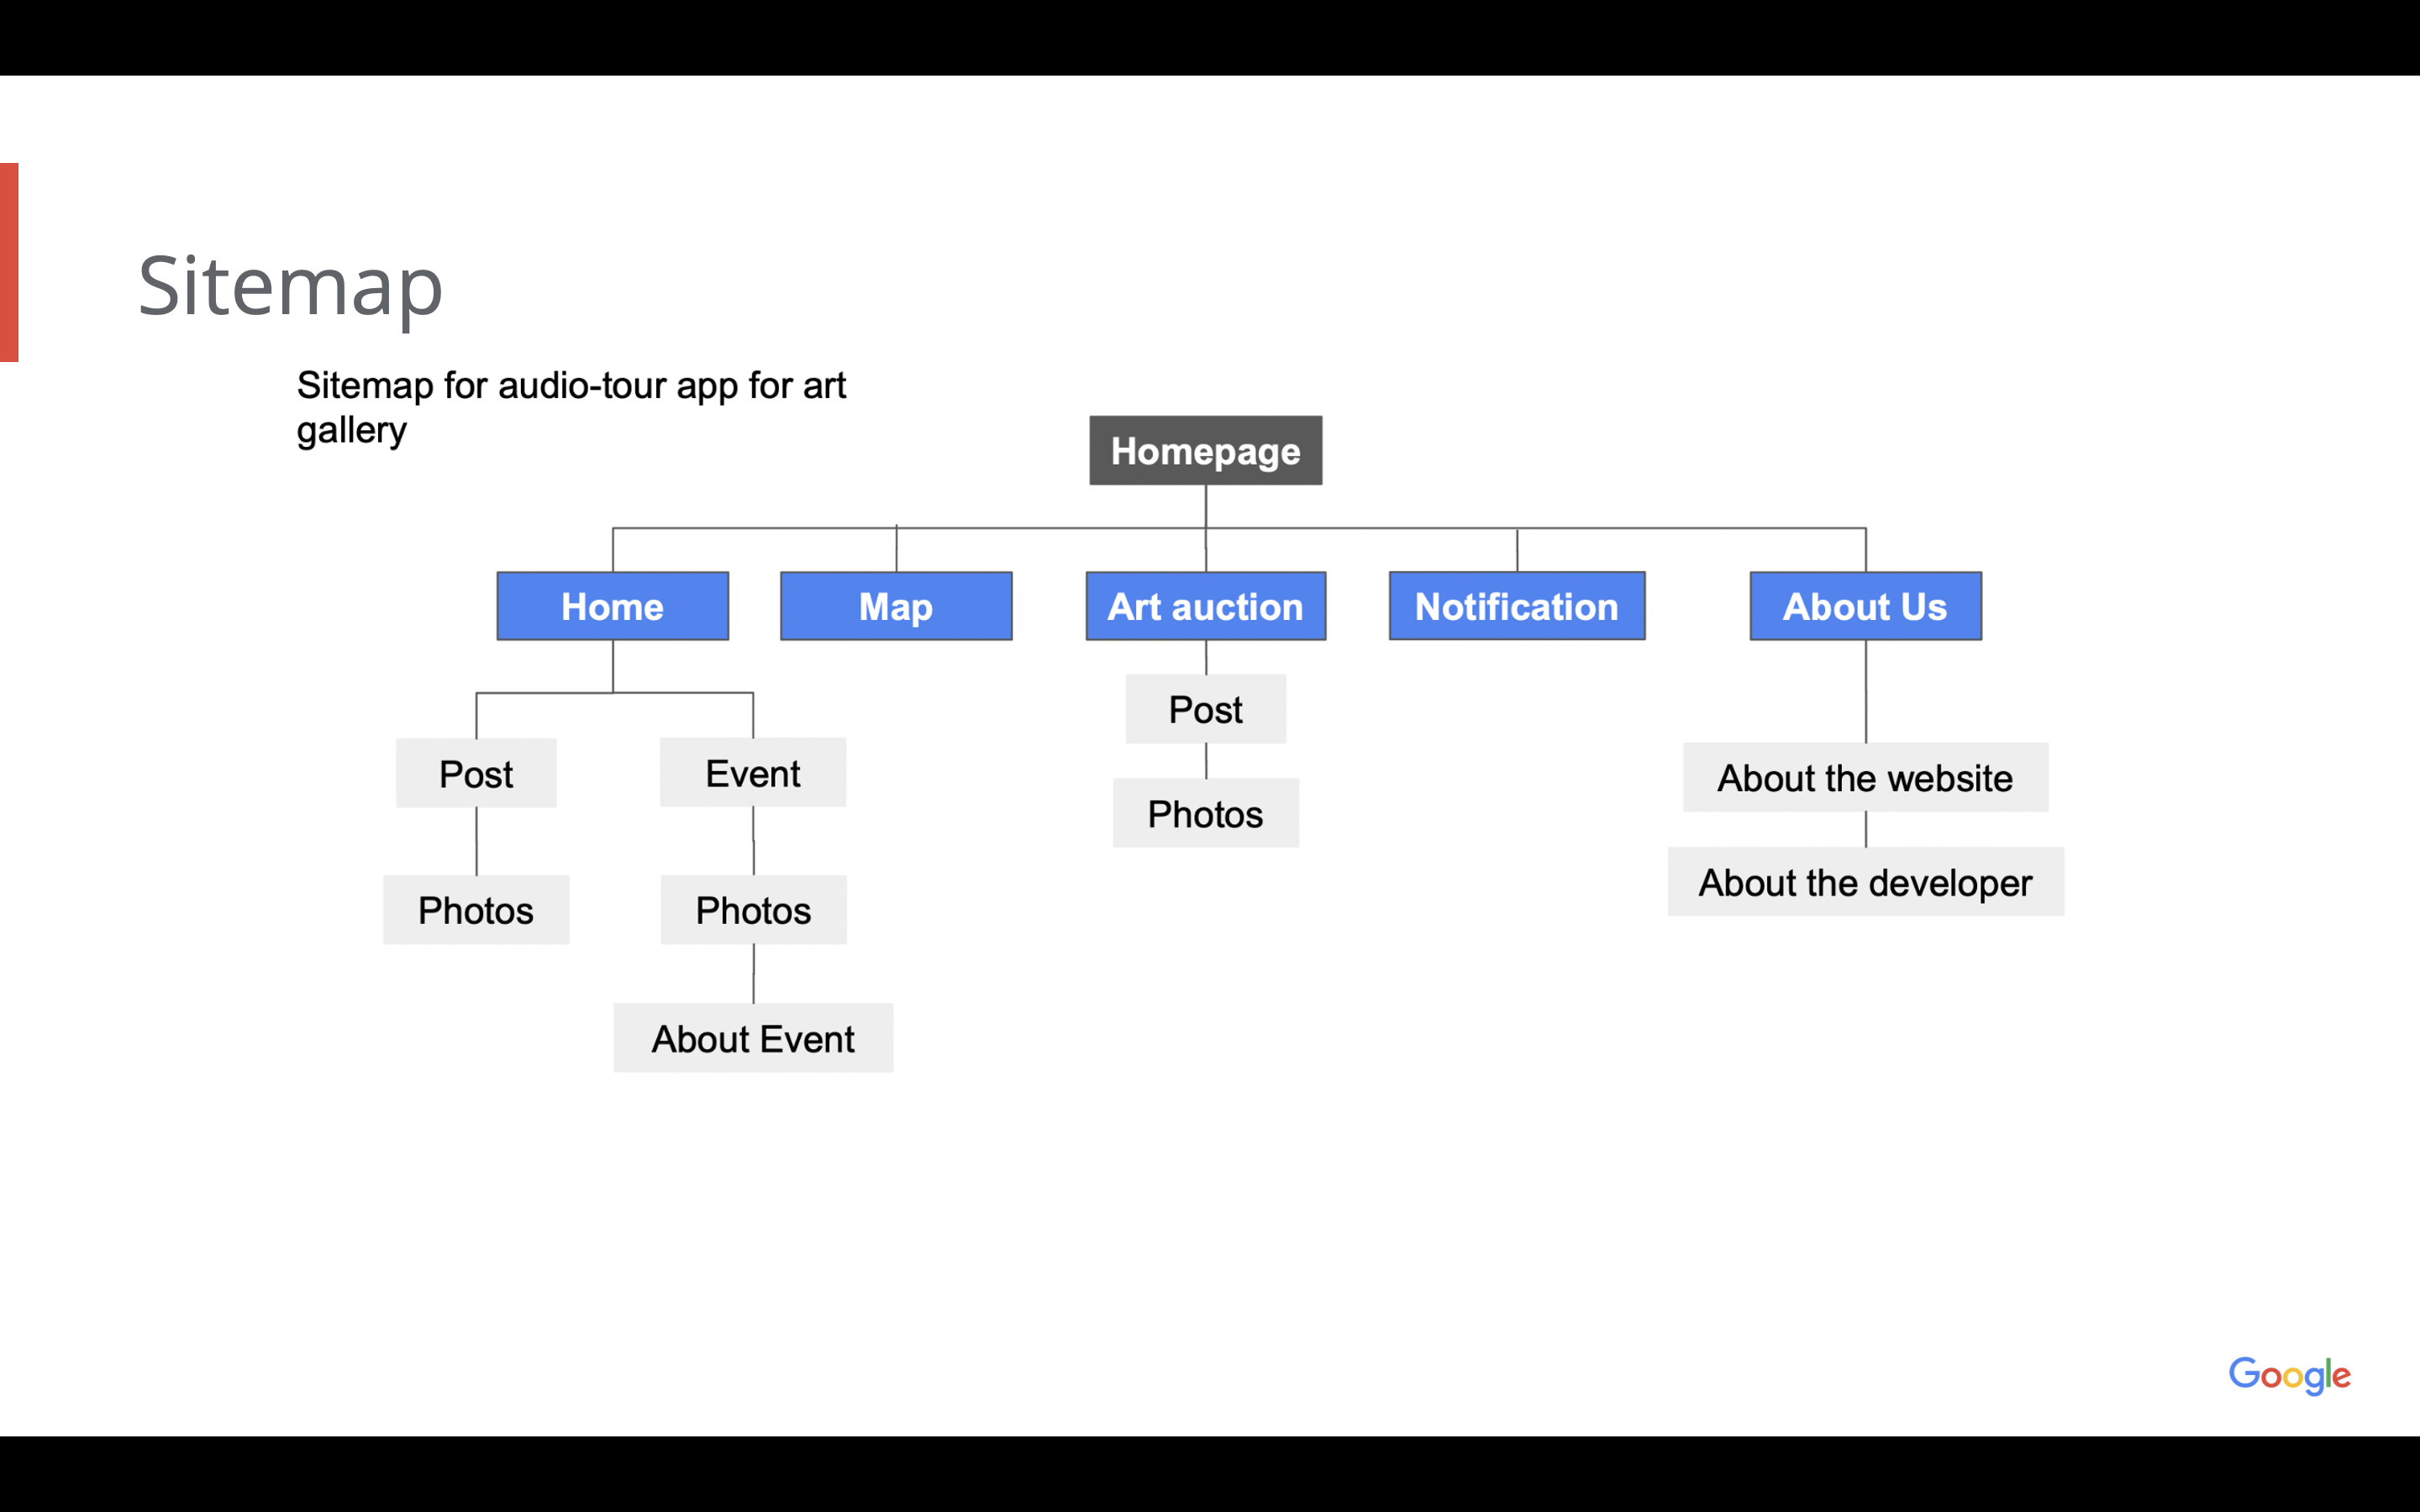 Sitemap
Sitemap for audio-tour app for art
gallery
Homepage
Home
Map
Art auction
Notification
About Us
Post
Event
Post
Photos
About the website
About the developer
Photos
Photos
About Event
Google